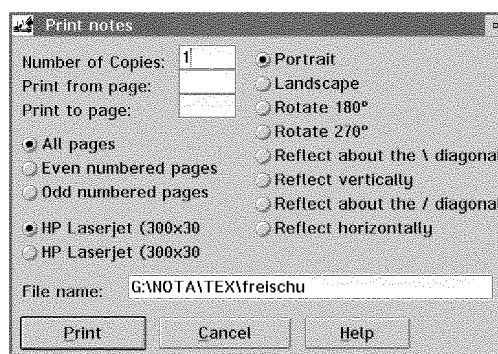 Print notes
Number of Copies: 1
Print from page:
Print to page:
All pages
Even numbered pages
Odd numbered pages
HP Laserjet (300x30
HP Laserjet (300x30
Portrait
Landscape
Rotate 180º
Rotate 270º
Reflect about the \ diagonal
Reflect vertically
Reflect about the / diagonal
Reflect horizontally
File name: G:\NOTA\TEX\freischu
Print Cancel Help